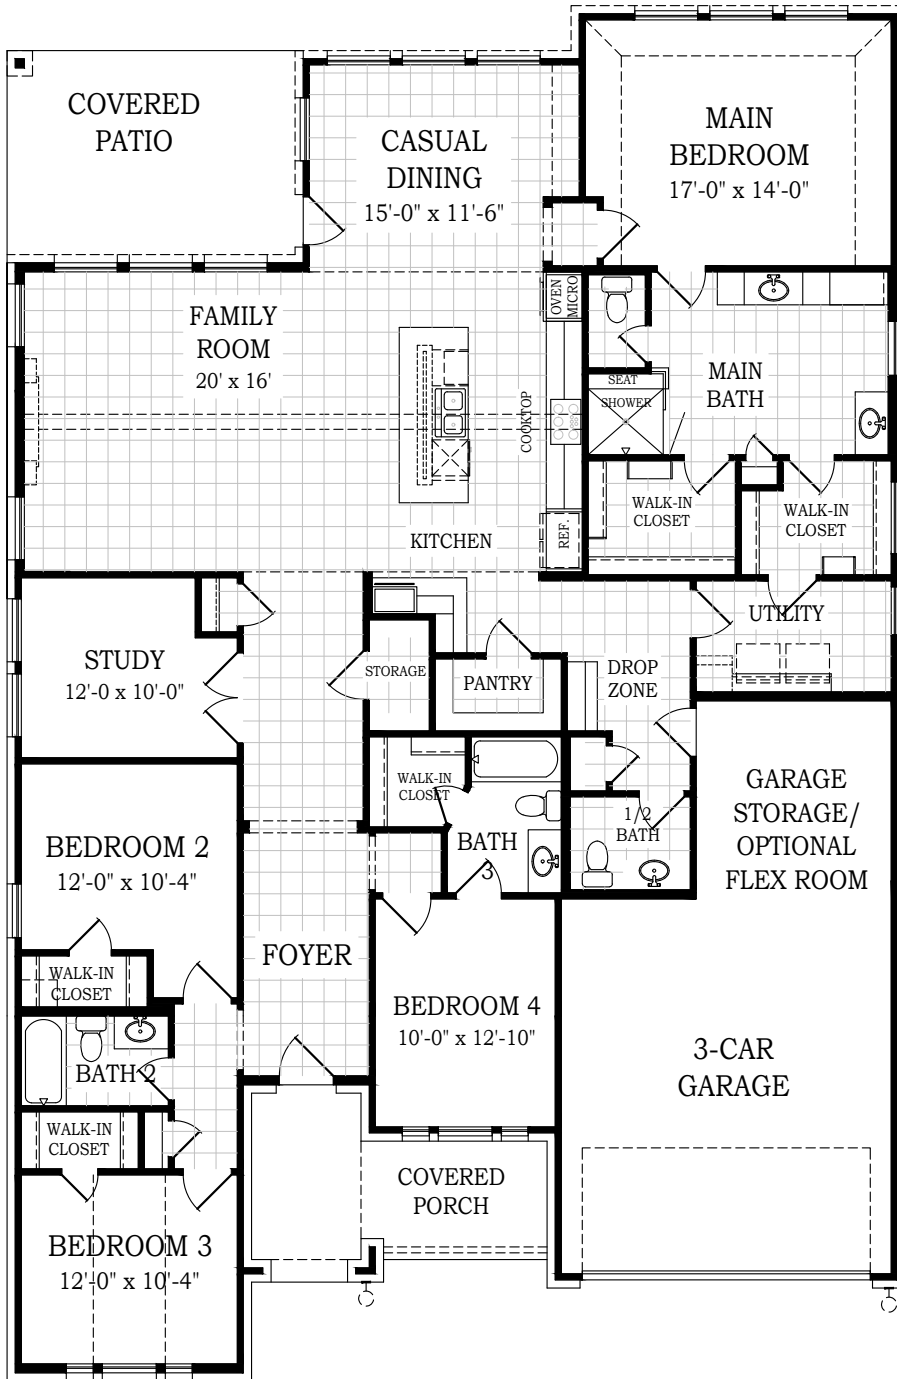 COVERED
PATIO
CASUAL
DINING
15'-0" x 11'-6"
MAIN
BEDROOM
17'-0" x 14'-0"
FAMILY
ROOM
20' x 16'
OVEN
MICRO
SEAT
SHOWER
MAIN
BATH
COOKTOP
KITCHEN
REF.
WALK-IN
CLOSET
WALK-IN
CLOSET
UTILITY
STUDY
12'-0 x 10'-0"
STORAGE
PANTRY
DROP
ZONE
WALK-IN
CLOSET
GARAGE
STORAGE/
OPTIONAL
FLEX ROOM
1/2
BATH
BATH
3
BEDROOM 2
12'-0" x 10'-4"
FOYER
WALK-IN
CLOSET
BEDROOM 4
10'-0" x 12'-10"
BATH 2
3-CAR
GARAGE
WALK-IN
CLOSET
COVERED
PORCH
BEDROOM 3
12'-0" x 10'-4"